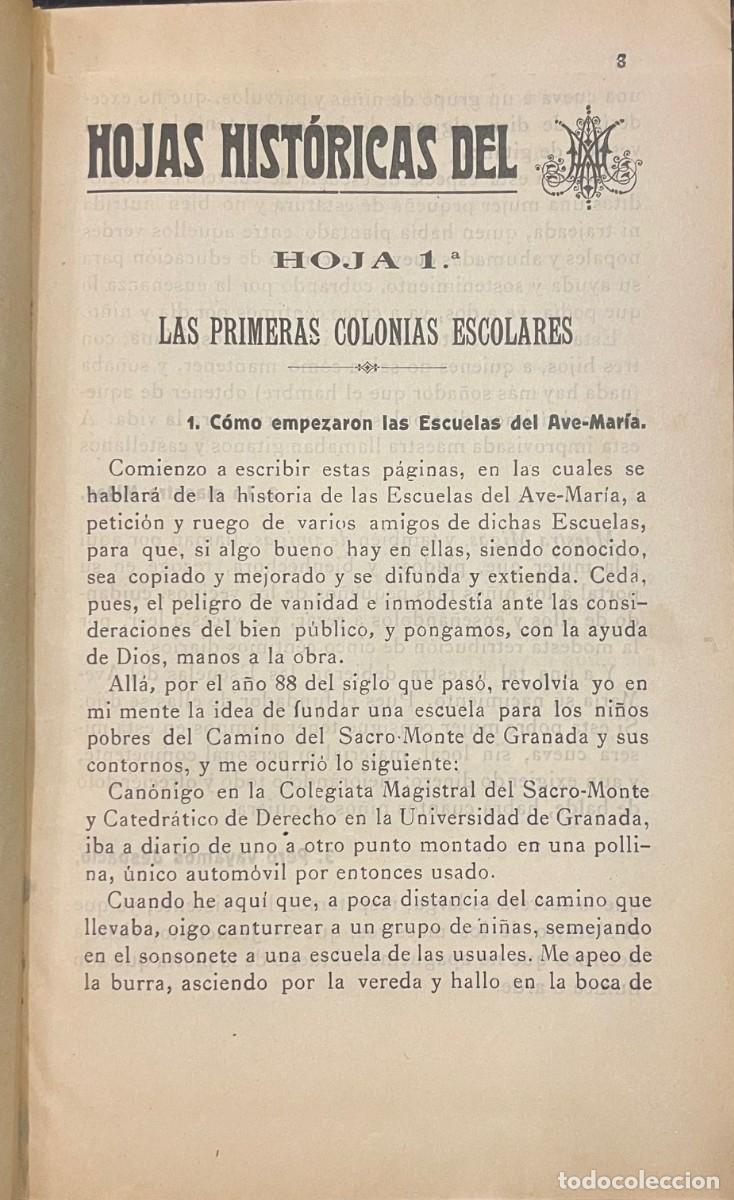 3
HOJAS HISTÓRICAS DEL AM
HOJA 1.ª
LAS PRIMERAS COLONIAS ESCOLARES
1. Cómo empezaron las Escuelas del Ave-María.
Comienzo a escribir estas páginas, en las cuales se
hablará de la historia de las Escuelas del Ave-María, a
petición y ruego de varios amigos de dichas Escuelas,
para que, si algo bueno hay en ellas, siendo conocido,
sea copiado y mejorado y se difunda y extienda. Ceda,
pues, el peligro de vanidad e inmodestía ante las consi-
deraciones del bien público, y pongamos, con la ayuda
de Dios, manos a la obra.
Allá, por el año 88 del siglo que pasó, revolvía yo en
mi mente la idea de fundar una escuela para los niños
pobres del Camino del Sacro-Monte de Granada y sus
contornos, y me ocurrió lo siguiente:
Canónigo en la Colegiata Magistral del Sacro-Monte
y Catedrático de Derecho en la Universidad de Granada,
iba a diario de uno a otro punto montado en una polli-
na, único automóvil por entonces usado.
Cuando he aquí que, a poca distancia del camino que
llevaba, oigo canturrear a un grupo de niñas, semejando
en el sonsonete a una escuela de las usuales. Me apeo de
la burra, asciendo por la vereda y hallo en la boca de
todocoleccion